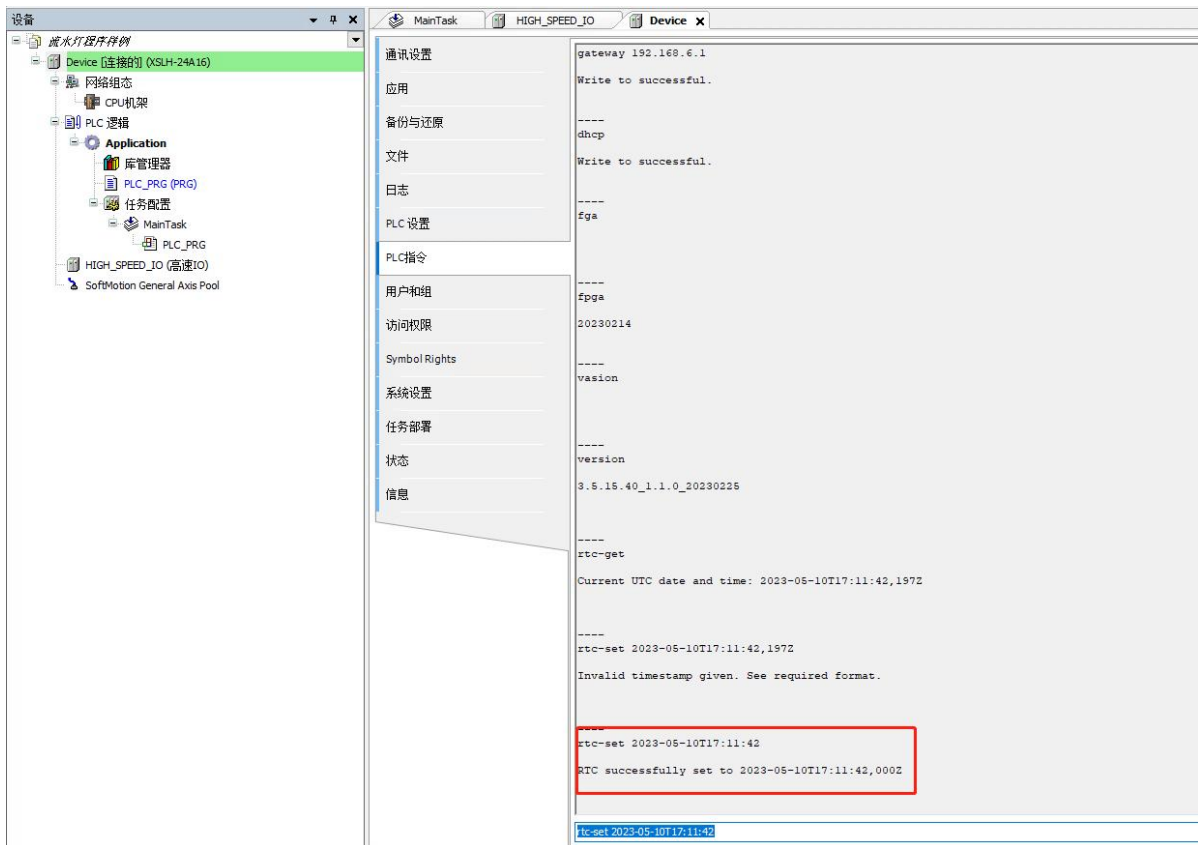 设备
流水灯程序样例
Device [连接的] (XSLH-24A16)
网络组态
CPU机架
PLC 逻辑
Application
库管理器
PLC_PRG (PRG)
任务配置
MainTask
PLC_PRG
HIGH_SPEED_IO (高速IO)
SoftMotion General Axis Pool
MainTask
HIGH_SPEED_IO
Device
通讯设置
应用
备份与还原
文件
日志
PLC 设置
PLC指令
用户和组
访问权限
Symbol Rights
系统设置
任务部署
状态
信息
gateway 192.168.6.1
Write to successful.
----
dhcp
Write to successful.
----
fga
----
fpga
20230214
----
vasion
----
version
3.5.15.40_1.1.0_20230225
----
rtc-get
Current UTC date and time: 2023-05-10T17:11:42,197Z
----
rtc-set 2023-05-10T17:11:42,197Z
Invalid timestamp given. See required format.
----
rtc-set 2023-05-10T17:11:42
RTC successfully set to 2023-05-10T17:11:42,000Z
rtc-set 2023-05-10T17:11:42